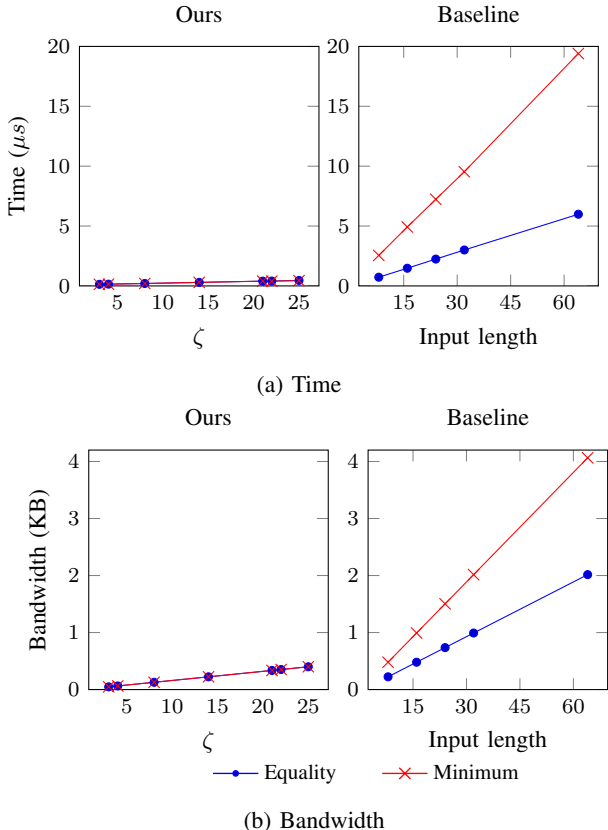 Ours Baseline
20 20
15 15
10 10
5 5
0 0
Time (μs)
5 10 15 20 25 15 30 45 60
ζ Input length
(a) Time
Ours Baseline
4 4
3 3
2 2
1 1
0 0
Bandwidth (KB)
5 10 15 20 25 15 30 45 60
ζ Input length
Equality Minimum
(b) Bandwidth